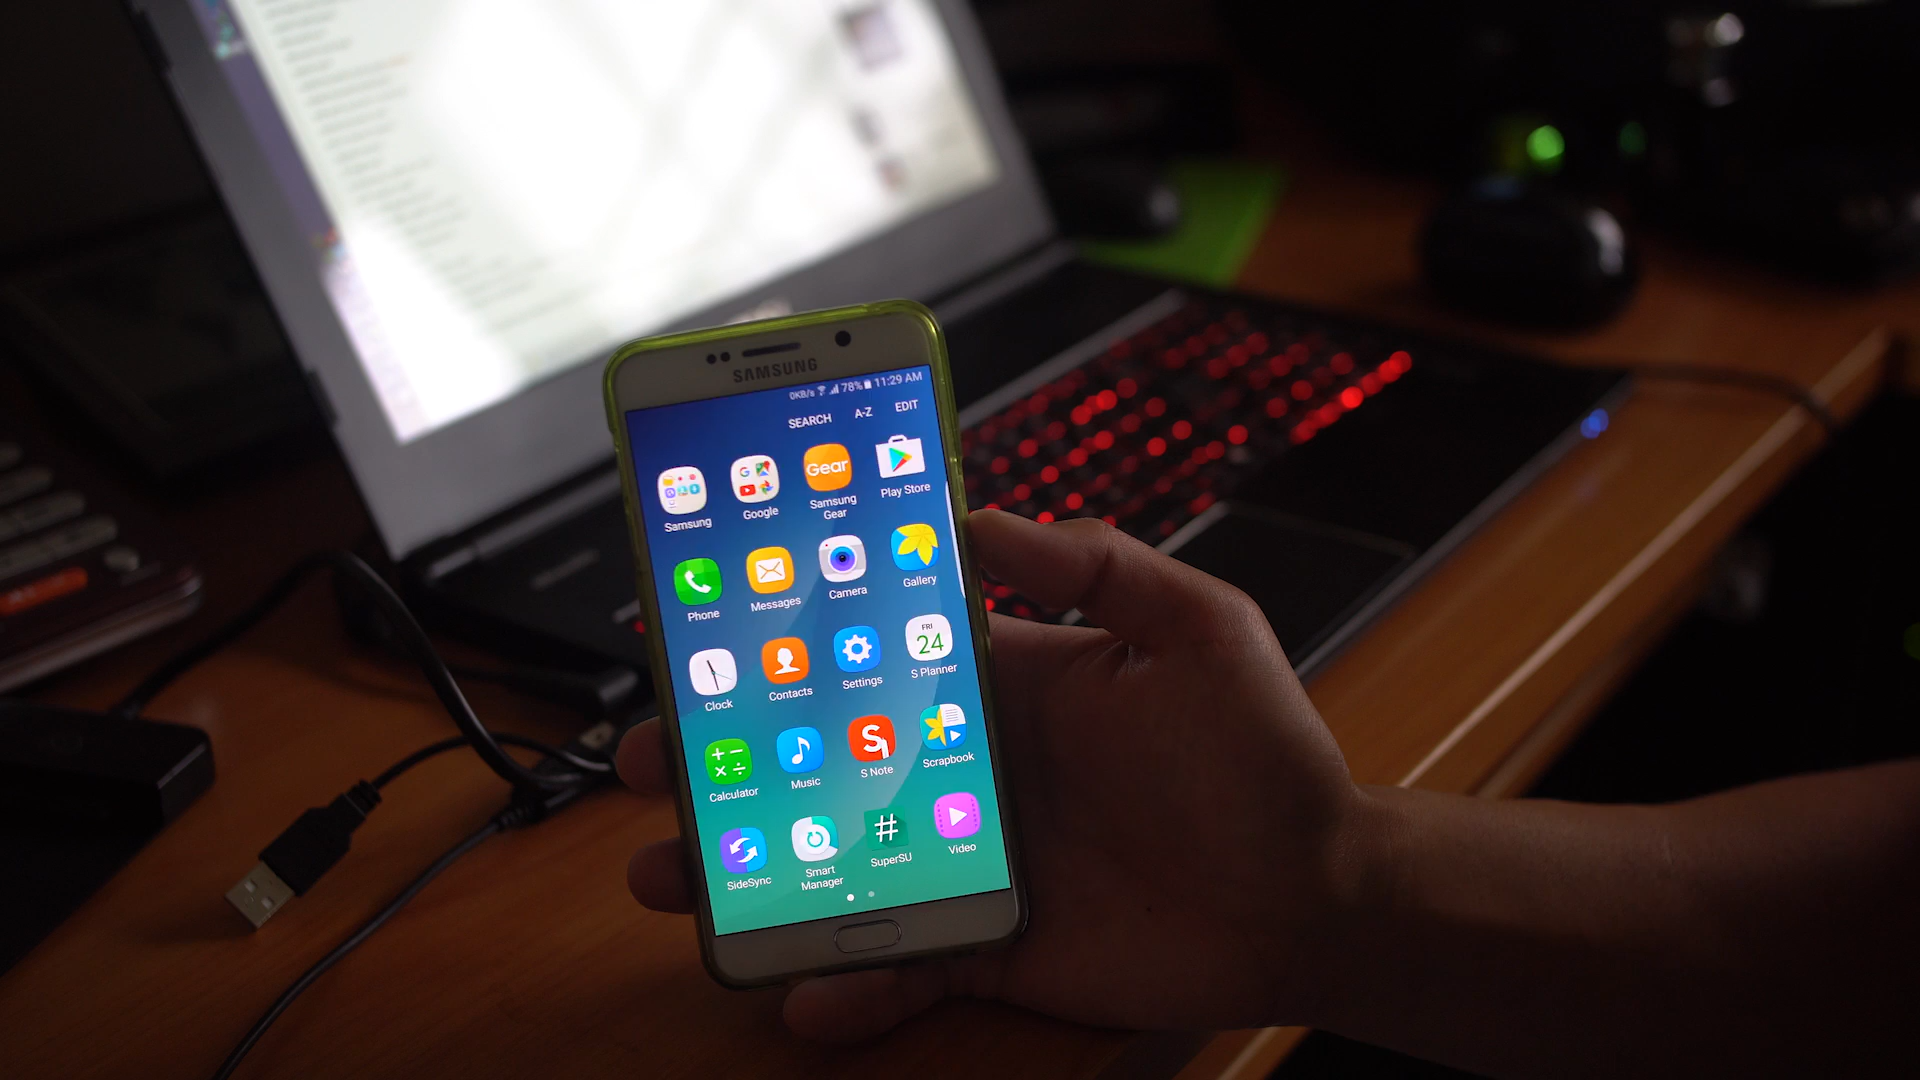 SAMSUNG
0KB/s 78% 11:29 AM
SEARCH A-Z EDIT
Gear
Samsung Google Samsung Gear Play Store
Phone Messages Camera Gallery
FRI
24
Clock Contacts Settings S Planner
Calculator Music S Note Scrapbook
#
SideSync Smart Manager SuperSU Video